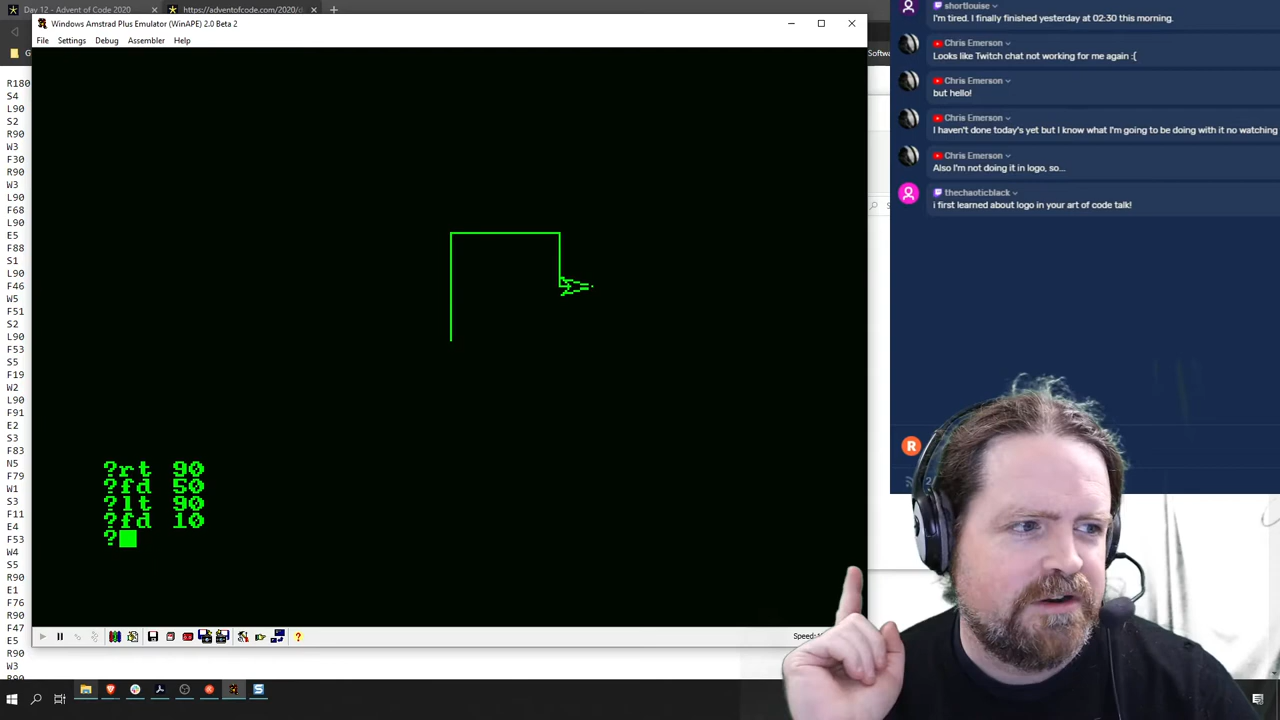 Day 12 - Advent of Code 2020
https://adventofcode.com/2020/
Windows Amstrad Plus Emulator (WinAPE) 2.0 Beta 2
File Settings Debug Assembler Help
R180
S4
L90
S2
R90
W3
F30
R90
W3
L90
F68
L90
E5
F88
S1
L90
F46
W5
F51
S2
L90
F53
S5
F19
W2
L90
F91
E2
S3
F83
N5
F79
W1
S3
F11
E4
F53
W4
S5
R90
E1
F76
R90
F47
E5
R90
W3
?rt 90
?fd 50
?lt 90
?fd 10
?
shortlouise
I'm tired. I finally finished yesterday at 02:30 this morning.
Chris Emerson
Looks like Twitch chat not working for me again :{
Chris Emerson
but hello!
Chris Emerson
I haven't done today's yet but I know what I'm going to be doing with it no watching
Chris Emerson
Also I'm not doing it in logo, so...
thechaoticblack
i first learned about logo in your art of code talk!
R